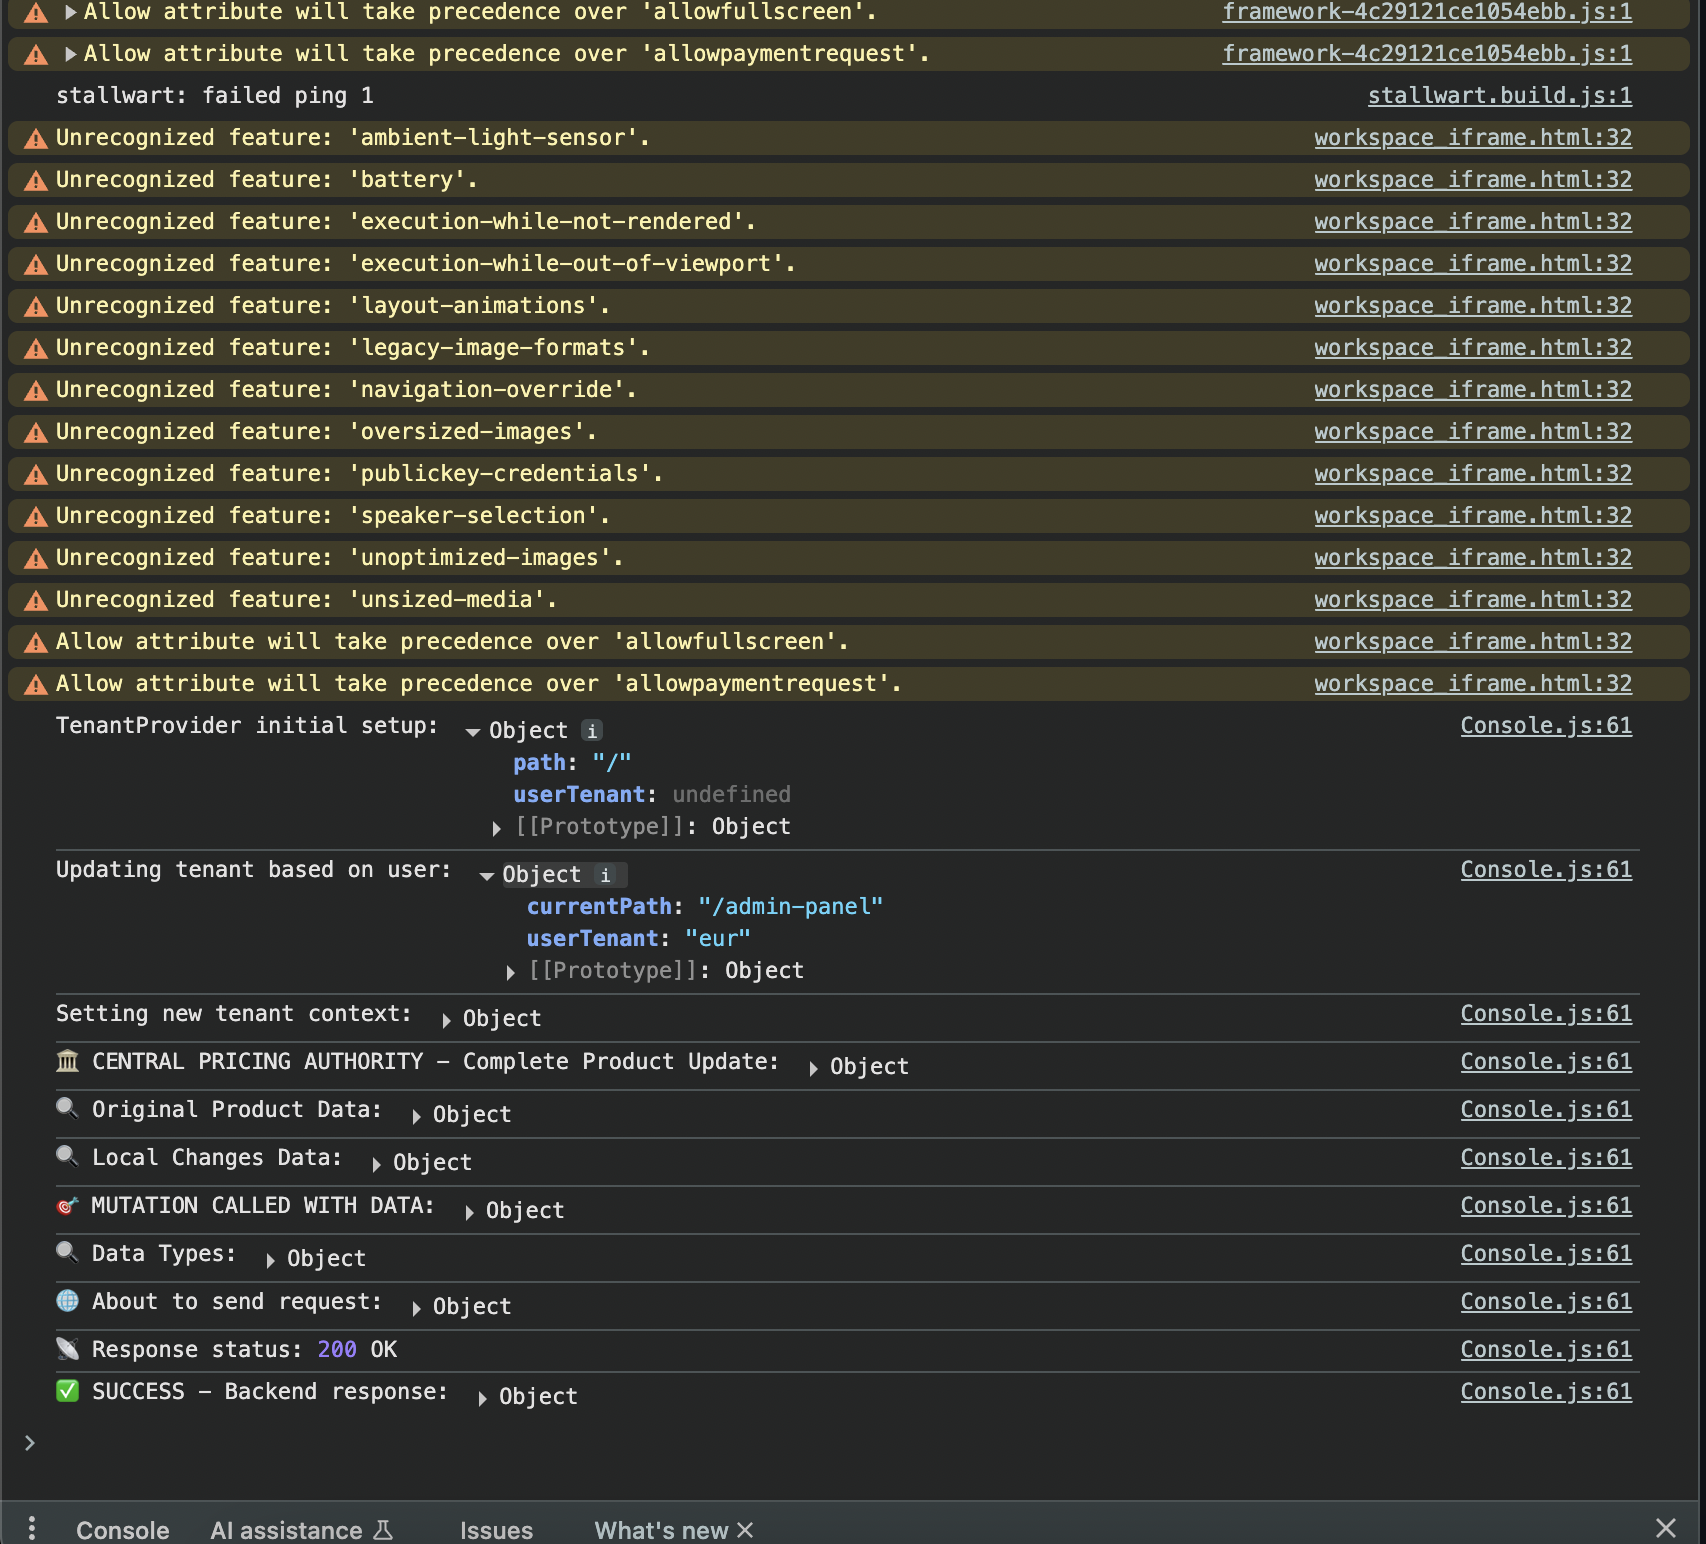 Allow attribute will take precedence over 'allowfullscreen'. framework-4c29121ce1054ebb.js:1
Allow attribute will take precedence over 'allowpaymentrequest'. framework-4c29121ce1054ebb.js:1
stallwart: failed ping 1 stallwart.build.js:1
Unrecognized feature: 'ambient-light-sensor'. workspace_iframe.html:32
Unrecognized feature: 'battery'. workspace_iframe.html:32
Unrecognized feature: 'execution-while-not-rendered'. workspace_iframe.html:32
Unrecognized feature: 'execution-while-out-of-viewport'. workspace_iframe.html:32
Unrecognized feature: 'layout-animations'. workspace_iframe.html:32
Unrecognized feature: 'legacy-image-formats'. workspace_iframe.html:32
Unrecognized feature: 'navigation-override'. workspace_iframe.html:32
Unrecognized feature: 'oversized-images'. workspace_iframe.html:32
Unrecognized feature: 'publickey-credentials'. workspace_iframe.html:32
Unrecognized feature: 'speaker-selection'. workspace_iframe.html:32
Unrecognized feature: 'unoptimized-images'. workspace_iframe.html:32
Unrecognized feature: 'unsized-media'. workspace_iframe.html:32
Allow attribute will take precedence over 'allowfullscreen'. workspace_iframe.html:32
Allow attribute will take precedence over 'allowpaymentrequest'. workspace_iframe.html:32
TenantProvider initial setup: Object i Console.js:61
path: "/"
userTenant: undefined
[[Prototype]]: Object
Updating tenant based on user: Object i Console.js:61
currentPath: "/admin-panel"
userTenant: "eur"
[[Prototype]]: Object
Setting new tenant context: Object Console.js:61
🏛️ CENTRAL PRICING AUTHORITY - Complete Product Update: Object Console.js:61
🔍 Original Product Data: Object Console.js:61
🔍 Local Changes Data: Object Console.js:61
🎯 MUTATION CALLED WITH DATA: Object Console.js:61
🔍 Data Types: Object Console.js:61
🌐 About to send request: Object Console.js:61
📡 Response status: 200 OK Console.js:61
✅ SUCCESS - Backend response: Object Console.js:61
Console AI assistance Issues What's new